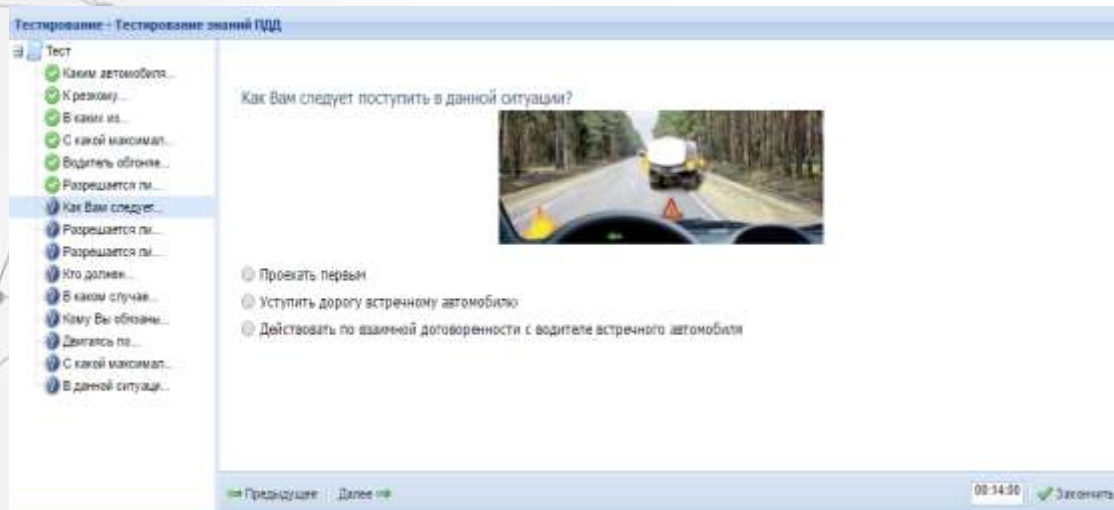 Тестирование - Тестирование знаний ПДД
Тест
Каким автомобиля...
К резкому...
В каких из...
С какой максимал...
Водитель обгоняе...
Разрешается ли...
Как Вам следует...
Разрешается ли...
Разрешается ли...
Кто должен...
В каком случае...
Кому Вы обязаны...
Двигаясь по...
С какой максимал...
В данной ситуаци...
Как Вам следует поступить в данной ситуации?
Проехать первым
Уступить дорогу встречному автомобилю
Действовать по взаимной договоренности с водителе встречного автомобиля
Предыдущее Далее
00:14:00 Закончить